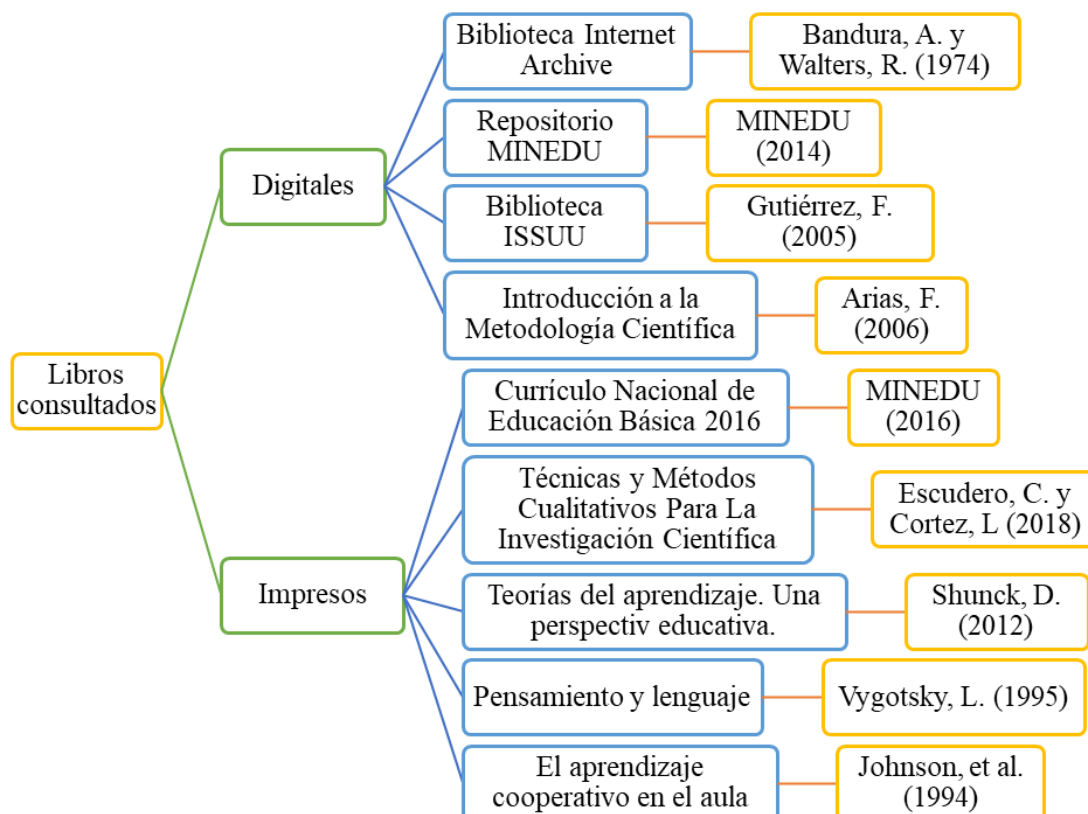 Libros
consultados
Digitales
Biblioteca Internet
Archive
Bandura, A. y
Walters, R. (1974)
Repositorio
MINEDU
MINEDU
(2014)
Biblioteca
ISSUU
Gutiérrez, F.
(2005)
Introducción a la
Metodología Científica
Arias, F.
(2006)
Impresos
Currículo Nacional de
Educación Básica 2016
MINEDU
(2016)
Técnicas y Métodos
Cualitativos Para La
Investigación Científica
Escudero, C. y
Cortez, L (2018)
Teorías del aprendizaje. Una
perspectiv educativa.
Shunck, D.
(2012)
Pensamiento y lenguaje
Vygotsky, L. (1995)
El aprendizaje
cooperativo en el aula
Johnson, et al.
(1994)